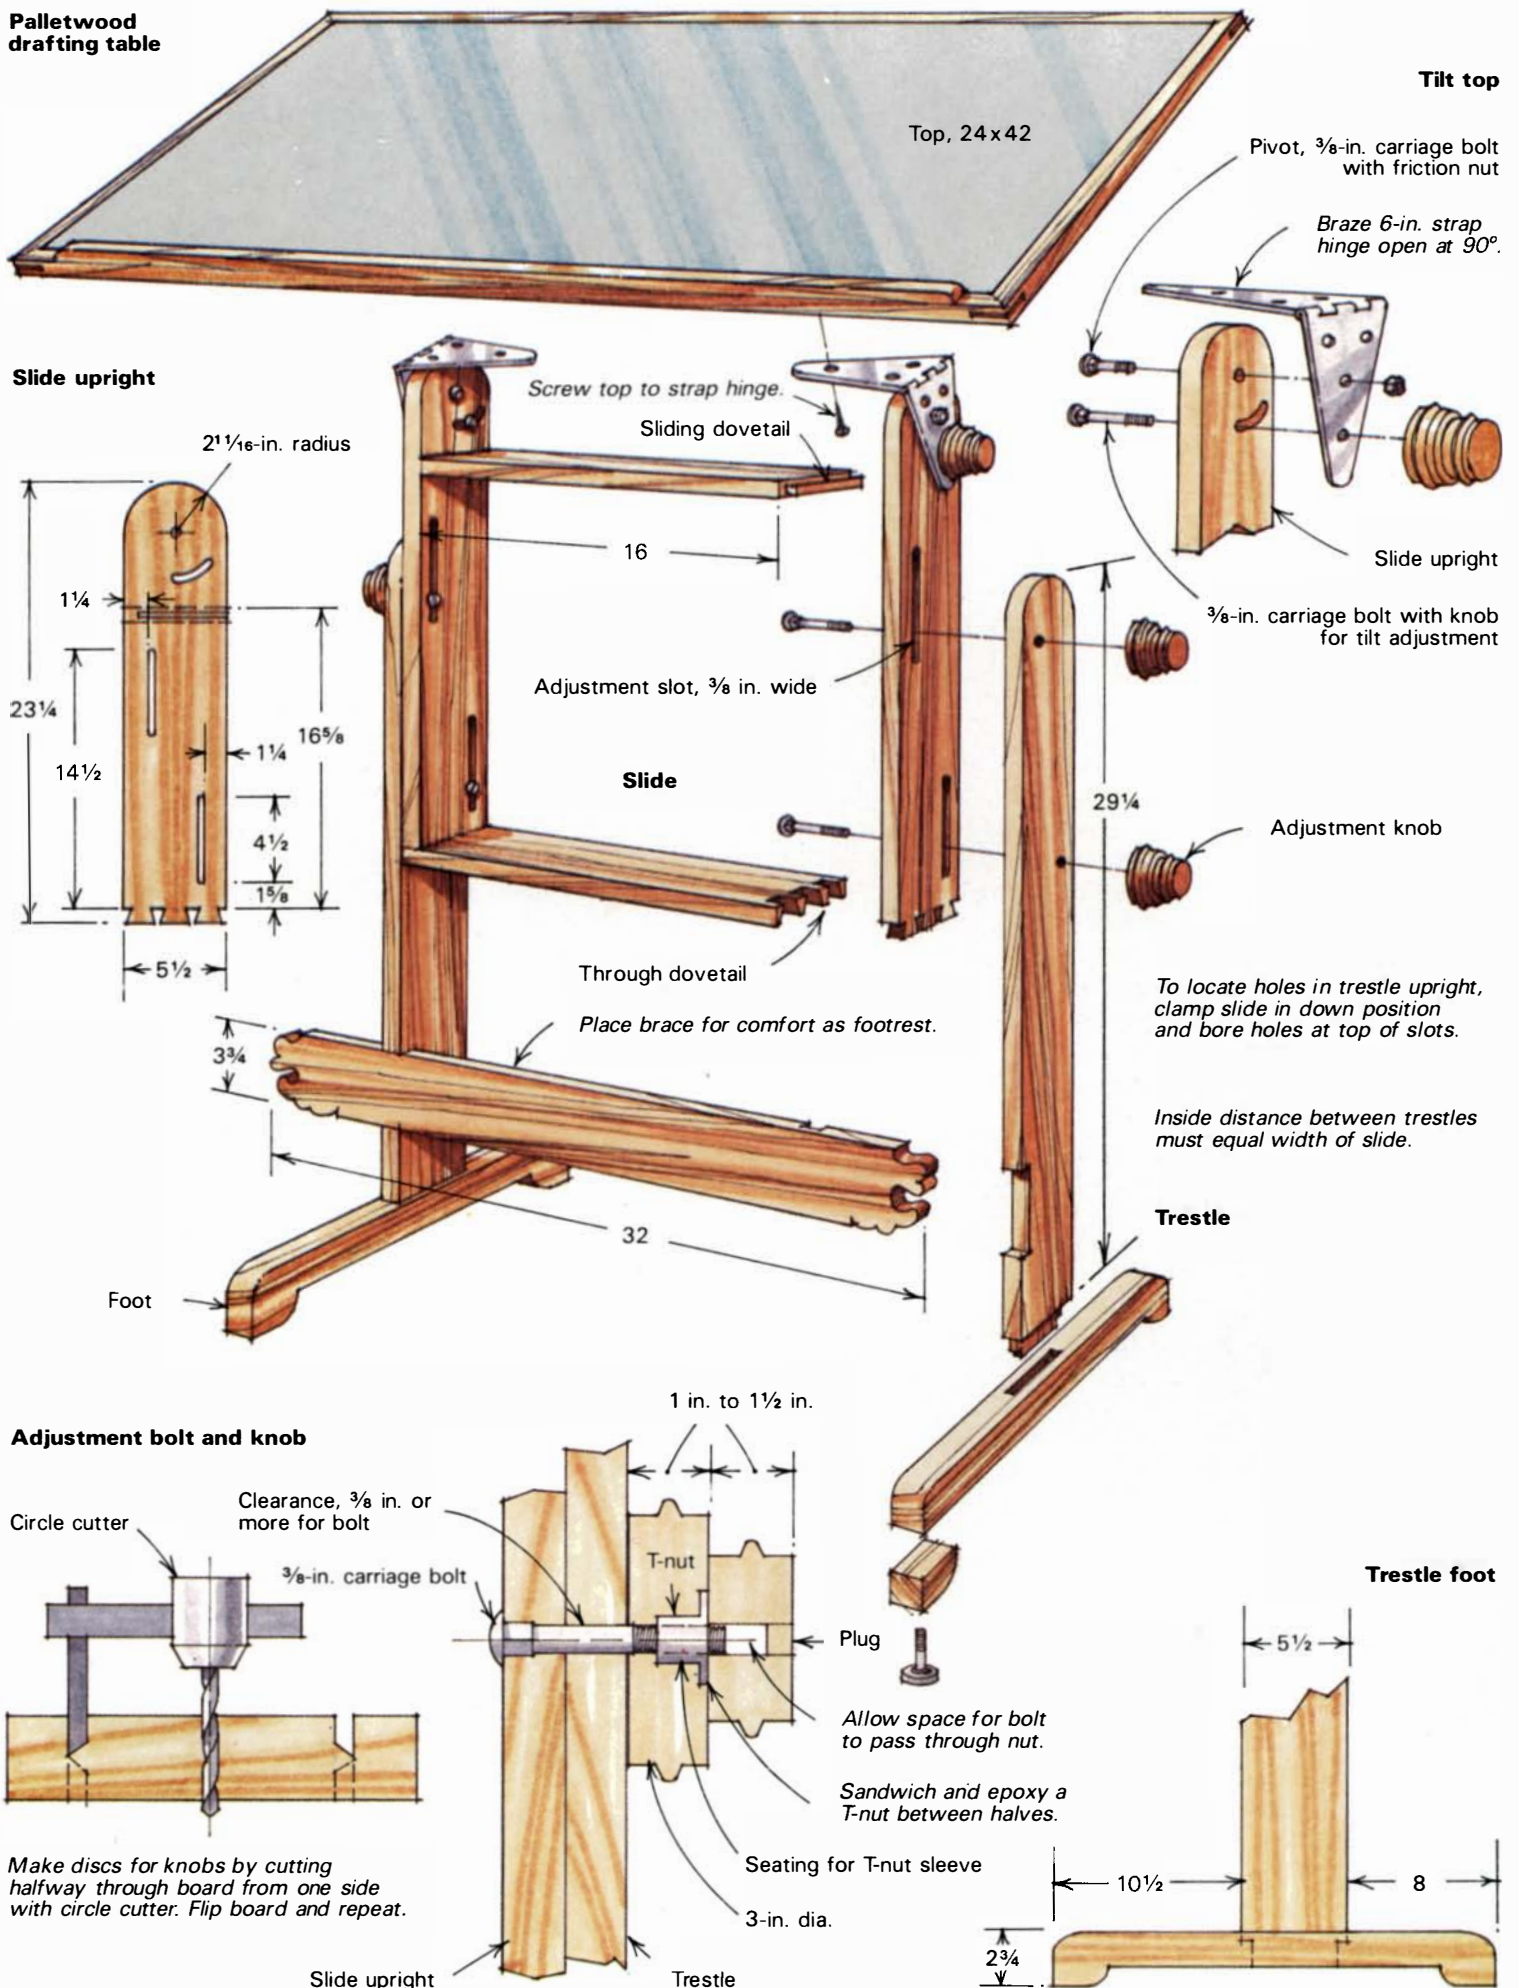 Palletwood
drafting table
Top, 24x42
Tilt top
Pivot, ⅜-in. carriage bolt
with friction nut
Braze 6-in. strap
hinge open at 90º.
Slide upright
⅜-in. carriage bolt with knob
for tilt adjustment
Slide upright
2 11/16-in. radius
1¼
23¼
14½
16⅝
1¼
4½
1⅝
5½
Screw top to strap hinge.
Sliding dovetail
16
Adjustment slot, ⅜ in. wide
Slide
Through dovetail
Place brace for comfort as footrest.
3¾
32
Foot
29¼
Adjustment knob
To locate holes in trestle upright,
clamp slide in down position
and bore holes at top of slots.
Inside distance between trestles
must equal width of slide.
Trestle
Adjustment bolt and knob
Circle cutter
Make discs for knobs by cutting
halfway through board from one side
with circle cutter. Flip board and repeat.
1 in. to 1½ in.
Clearance, ⅜ in. or
more for bolt
⅜-in. carriage bolt
T-nut
Plug
Allow space for bolt
to pass through nut.
Sandwich and epoxy a
T-nut between halves.
Seating for T-nut sleeve
3-in. dia.
Slide upright
Trestle
Trestle foot
5½
10½
8
2¾